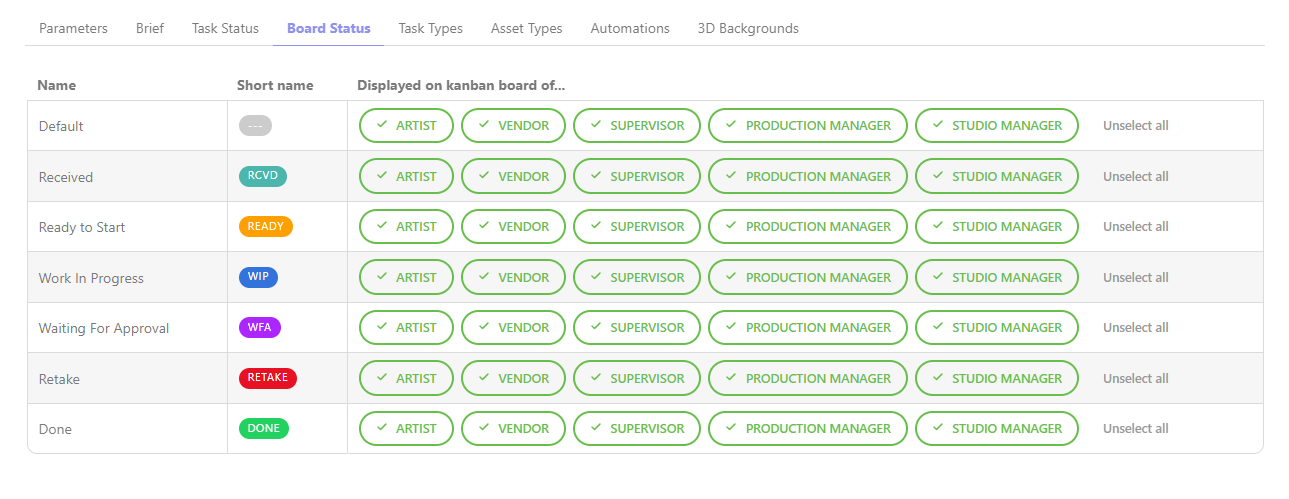 Parameters Brief Task Status Board Status Task Types Asset Types Automations 3D Backgrounds
Name Short name Displayed on kanban board of...
Default --- ARTIST VENDOR SUPERVISOR PRODUCTION MANAGER STUDIO MANAGER Unselect all
Received RCVD ARTIST VENDOR SUPERVISOR PRODUCTION MANAGER STUDIO MANAGER Unselect all
Ready to Start READY ARTIST VENDOR SUPERVISOR PRODUCTION MANAGER STUDIO MANAGER Unselect all
Work In Progress WIP ARTIST VENDOR SUPERVISOR PRODUCTION MANAGER STUDIO MANAGER Unselect all
Waiting For Approval WFA ARTIST VENDOR SUPERVISOR PRODUCTION MANAGER STUDIO MANAGER Unselect all
Retake RETAKE ARTIST VENDOR SUPERVISOR PRODUCTION MANAGER STUDIO MANAGER Unselect all
Done DONE ARTIST VENDOR SUPERVISOR PRODUCTION MANAGER STUDIO MANAGER Unselect all